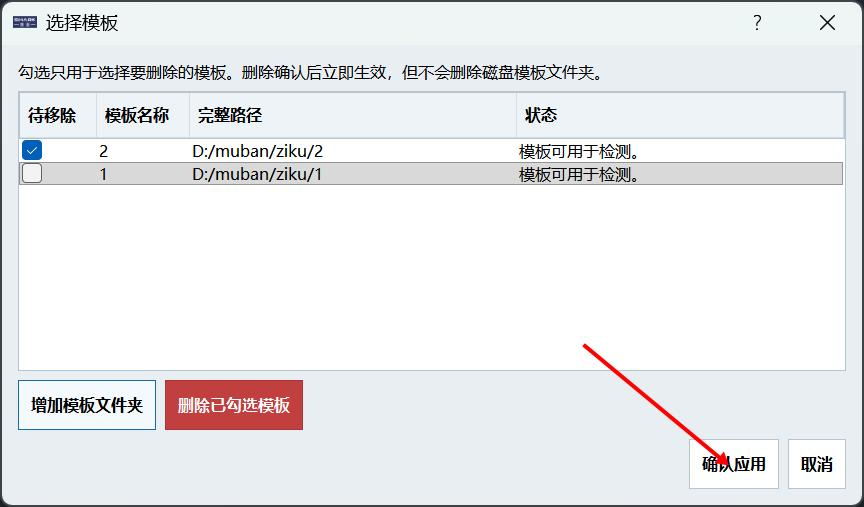 选择模板
勾选只用于选择要删除的模板。删除确认后立即生效，但不会删除磁盘模板文件夹。
待移除 模板名称 完整路径 状态
2 D:/muban/ziku/2 模板可用于检测。
1 D:/muban/ziku/1 模板可用于检测。
增加模板文件夹 删除已勾选模板
确认应用 取消